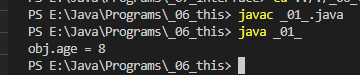 PS E:\Java\Programs\_06_this> javac _01_.java
PS E:\Java\Programs\_06_this> java _01_
obj.age = 8
PS E:\Java\Programs\_06_this>